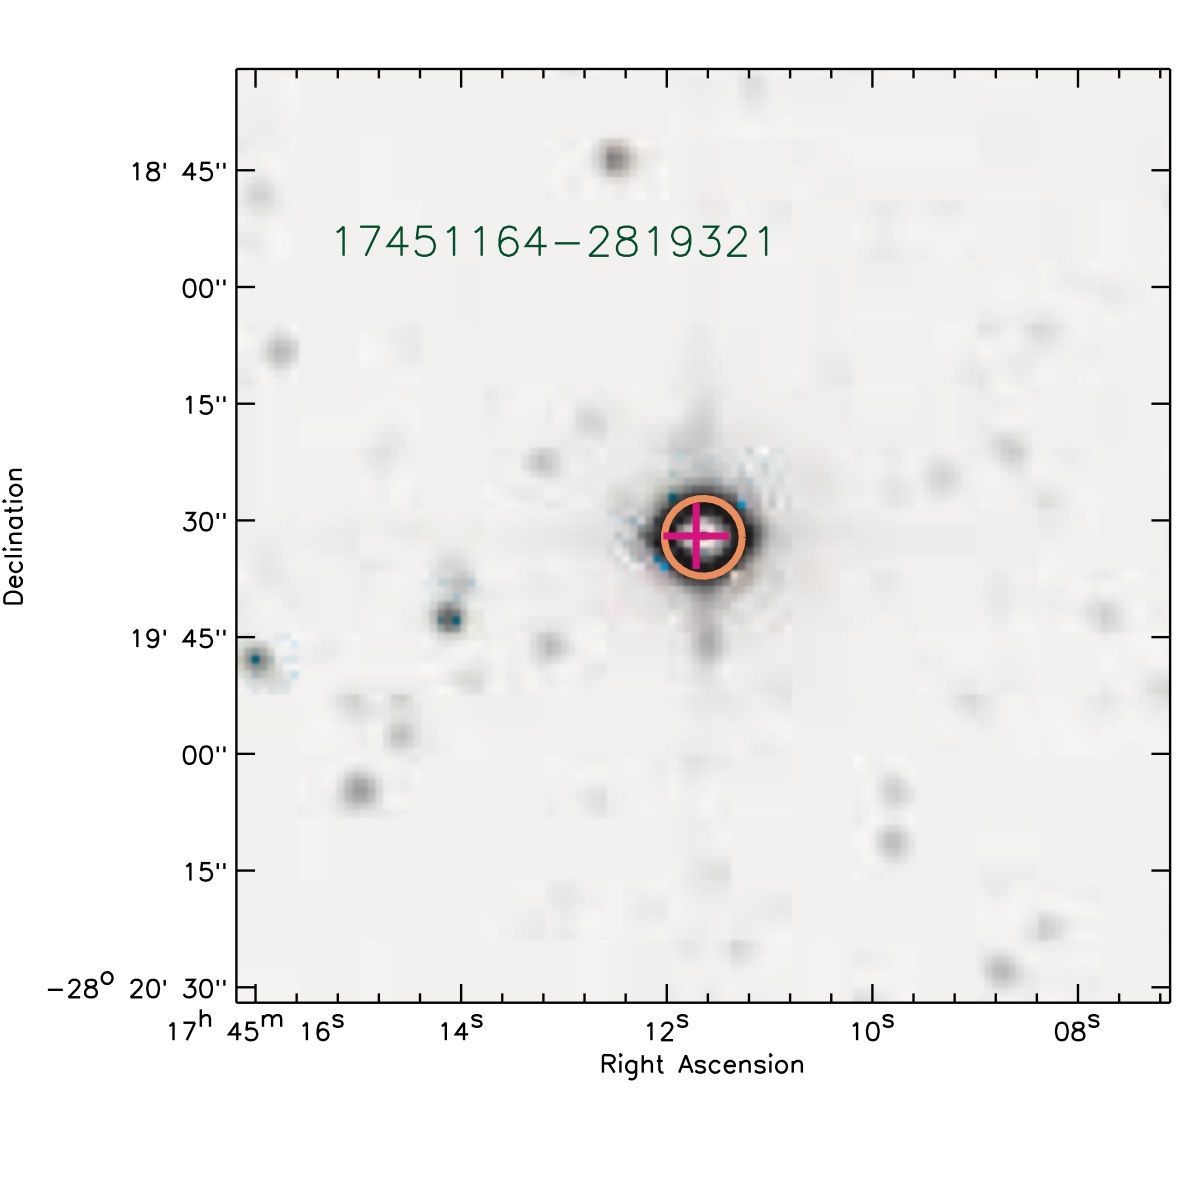 17451164-2819321
18' 45"
00"
15"
30"
19' 45"
00"
15"
-28° 20' 30"
17h 45m 16s 14s 12s 10s 08s
Right Ascension
Declination